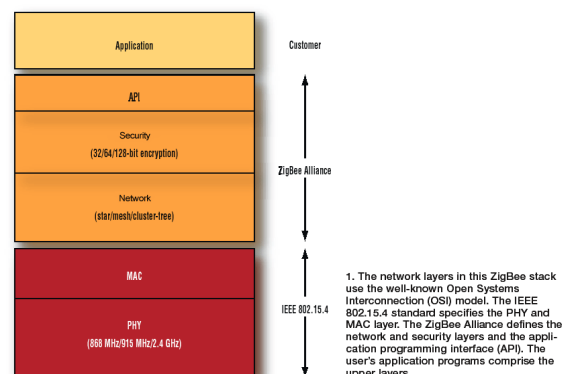 Application
Customer
API
Security
(32/64/128-bit encryption)
ZigBee Alliance
Network
(star/mesh/cluster-tree)
MAC
IEEE 802.15.4
PHY
(868 MHz/915 MHz/2.4 GHz)
1. The network layers in this ZigBee stack
use the well-known Open Systems
Interconnection (OSI) model. The IEEE
802.15.4 standard specifies the PHY and
MAC layer. The ZigBee Alliance defines the
network and security layers and the appli-
cation programming interface (API). The
user's application programs comprise the
upper layers